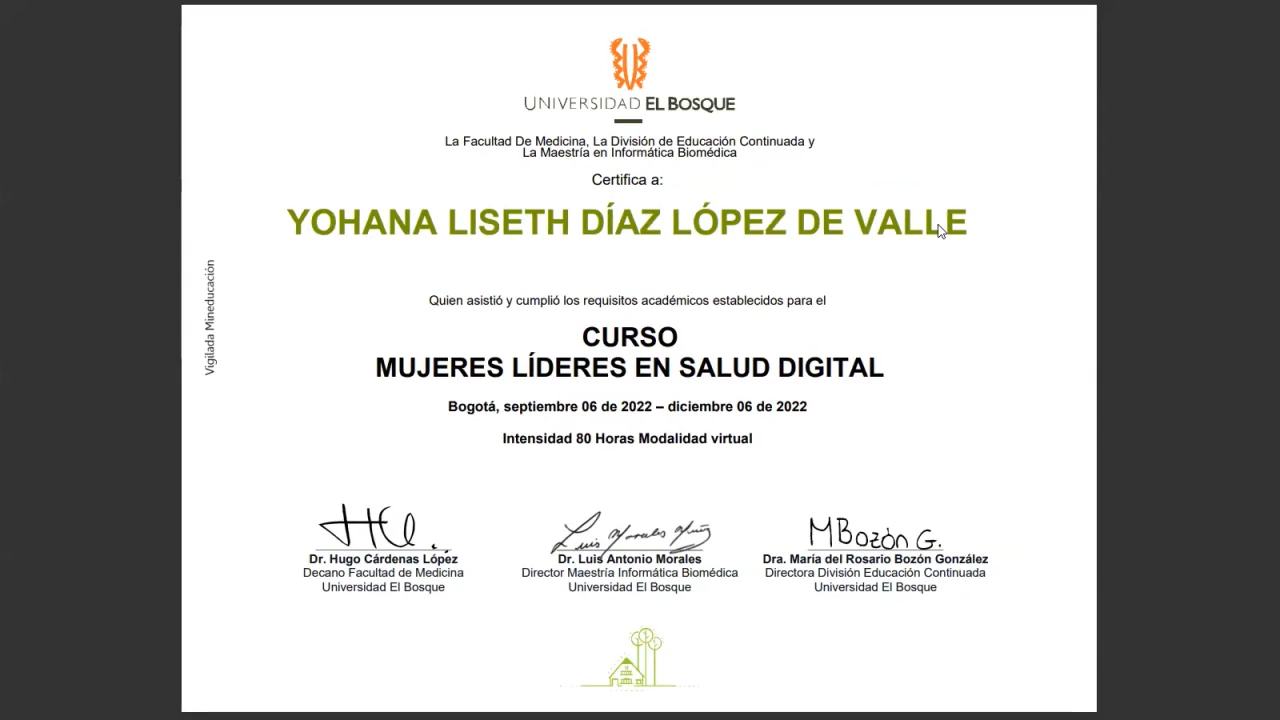 UNIVERSIDAD EL BOSQUE
La Facultad De Medicina, La División de Educación Continuada y
La Maestría en Informática Biomédica
Certifica a:
YOHANA LISETH DÍAZ LÓPEZ DE VALLE
Vigilada Mineducación
Quien asistió y cumplió los requisitos académicos establecidos para el
CURSO
MUJERES LÍDERES EN SALUD DIGITAL
Bogotá, septiembre 06 de 2022 – diciembre 06 de 2022
Intensidad 80 Horas Modalidad virtual
Luis Morales Muñiz
MBozón G.
Dr. Hugo Cárdenas López
Decano Facultad de Medicina
Universidad El Bosque
Dr. Luis Antonio Morales
Director Maestría Informática Biomédica
Universidad El Bosque
Dra. María del Rosario Bozón González
Directora División Educación Continuada
Universidad El Bosque